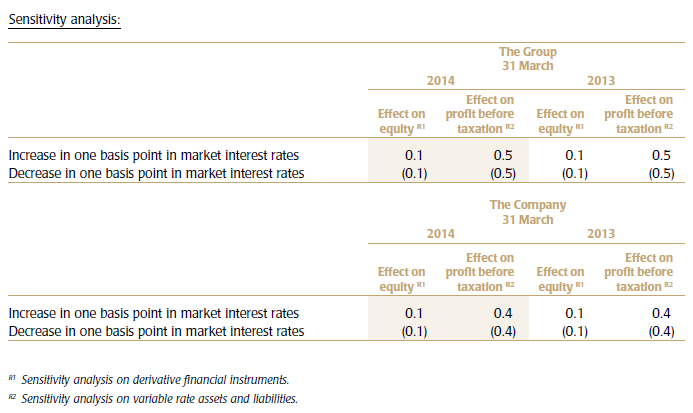 Sensitivity analysis:
The Group
31 March
2014 2013
Effect on Effect on Effect on Effect on
equity R1 profit before taxation R2 equity R1 profit before taxation R2
Increase in one basis point in market interest rates 0.1 0.5 0.1 0.5
Decrease in one basis point in market interest rates (0.1) (0.5) (0.1) (0.5)
The Company
31 March
2014 2013
Effect on Effect on Effect on Effect on
equity R1 profit before taxation R2 equity R1 profit before taxation R2
Increase in one basis point in market interest rates 0.1 0.4 0.1 0.4
Decrease in one basis point in market interest rates (0.1) (0.4) (0.1) (0.4)
R1 Sensitivity analysis on derivative financial instruments.
R2 Sensitivity analysis on variable rate assets and liabilities.